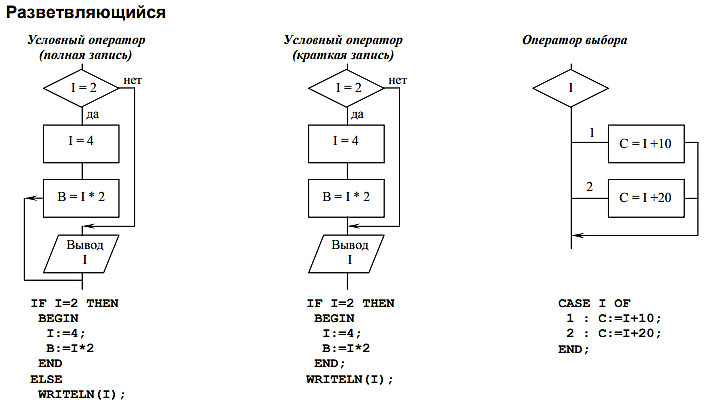 Разветвляющийся
Условный оператор
(полная запись)
I = 2
нет
да
I = 4
B = I * 2
Вывод
I
IF I=2 THEN
BEGIN
I:=4;
B:=I*2
END
ELSE
WRITELN(I);
Условный оператор
(краткая запись)
I = 2
нет
да
I = 4
B = I * 2
Вывод
I
IF I=2 THEN
BEGIN
I:=4;
B:=I*2
END;
WRITELN(I);
Оператор выбора
I
1
C = I +10
2
C = I +20
CASE I OF
1 : C:=I+10;
2 : C:=I+20;
END;